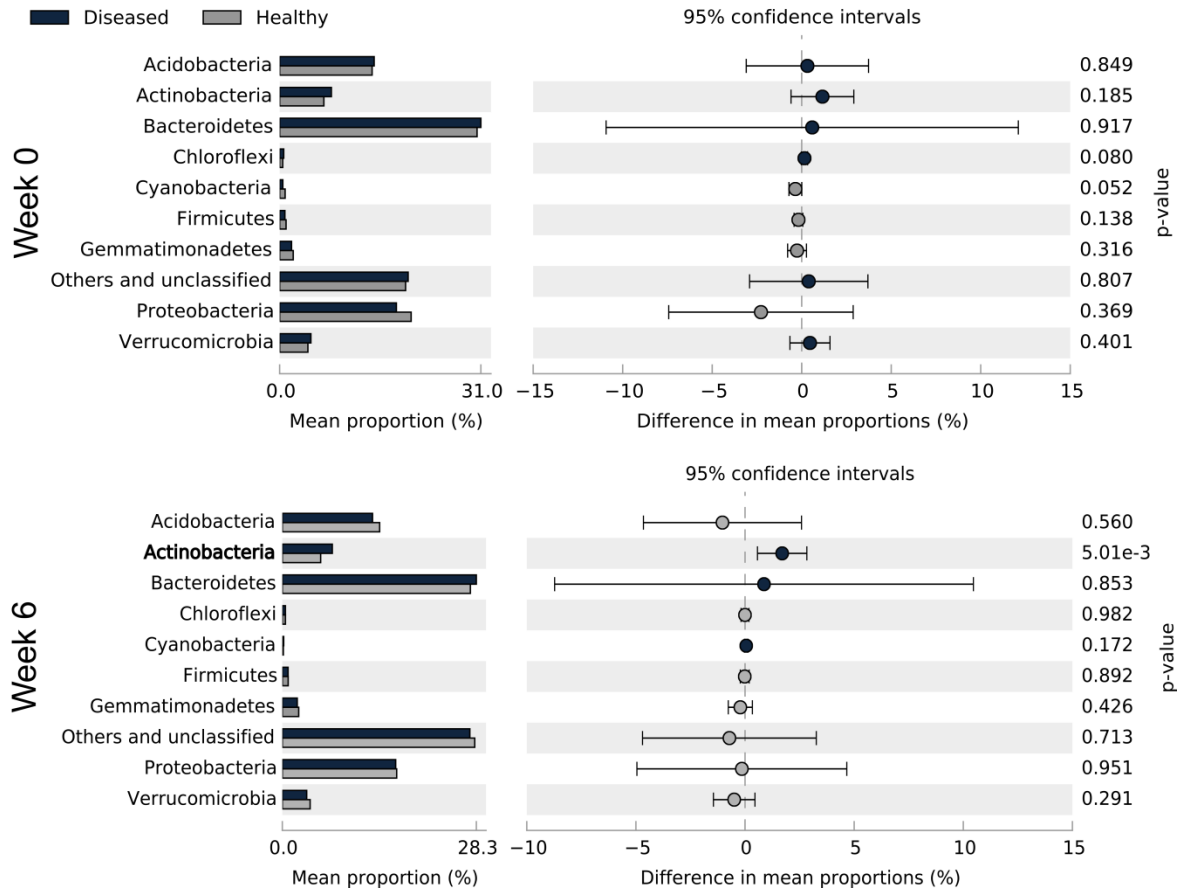 Diseased Healthy 95% confidence intervals
Week 0
Acidobacteria 0.849
Actinobacteria 0.185
Bacteroidetes 0.917
Chloroflexi 0.080
Cyanobacteria 0.052
Firmicutes 0.138
Gemmatimonadetes 0.316
Others and unclassified 0.807
Proteobacteria 0.369
Verrucomicrobia 0.401
p-value
0.0 31.0 −15 −10 −5 0 5 10 15
Mean proportion (%) Difference in mean proportions (%)
95% confidence intervals
Week 6
Acidobacteria 0.560
Actinobacteria 5.01e-3
Bacteroidetes 0.853
Chloroflexi 0.982
Cyanobacteria 0.172
Firmicutes 0.892
Gemmatimonadetes 0.426
Others and unclassified 0.713
Proteobacteria 0.951
Verrucomicrobia 0.291
p-value
0.0 28.3 −10 −5 0 5 10 15
Mean proportion (%) Difference in mean proportions (%)